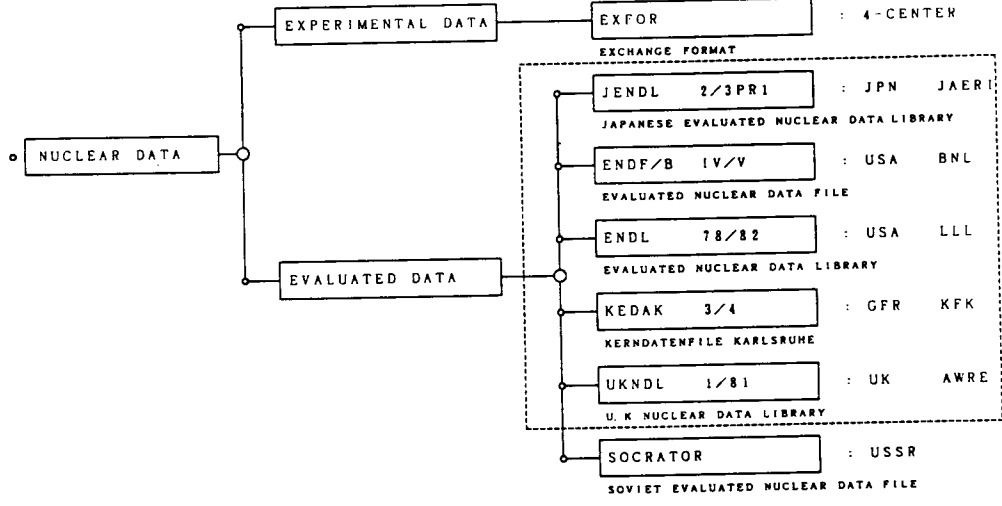 EXPERIMENTAL DATA
EXFOR : 4-CENTER
EXCHANGE FORMAT
JENDL 2/3PR1 : JPN JAERI
JAPANESE EVALUATED NUCLEAR DATA LIBRARY
NUCLEAR DATA
ENDF/B IV/V : USA BNL
EVALUATED NUCLEAR DATA FILE
ENDL 78/82 : USA LLL
EVALUATED NUCLEAR DATA LIBRARY
EVALUATED DATA
KEDAK 3/4 : GFR KFK
KERNDATENFILE KARLSRUHE
UKNDL 1/81 : UK AWRE
U.K NUCLEAR DATA LIBRARY
SOCRATOR : USSR
SOVIET EVALUATED NUCLEAR DATA FILE